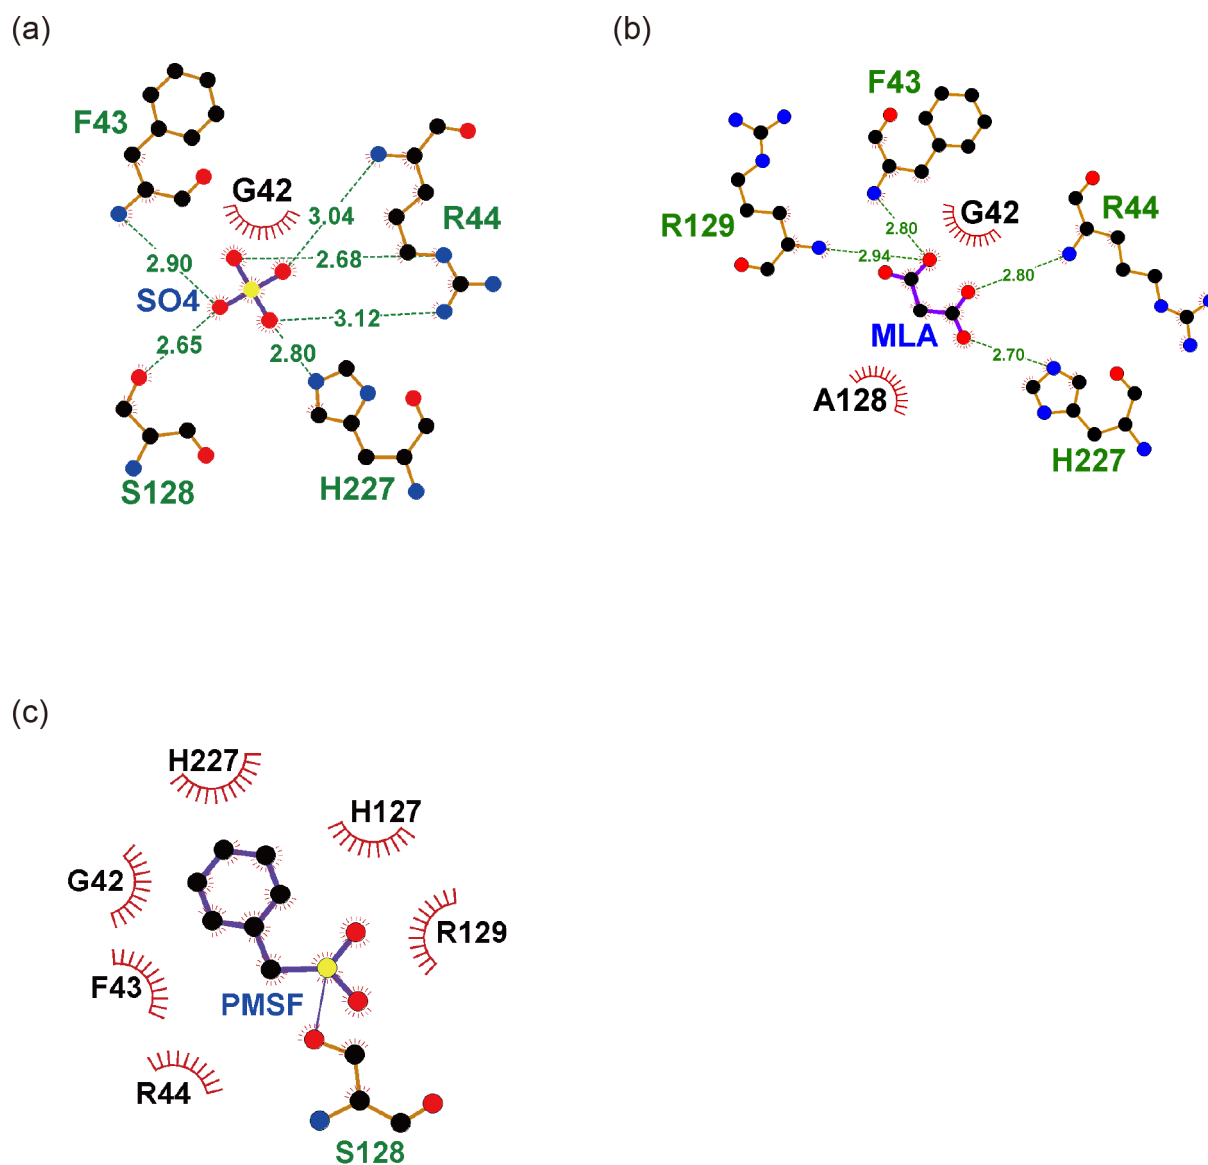 (a)
F43
G42
3.04
R44
2.90
2.68
SO4
3.12
2.65
2.80
S128
H227
(b)
F43
R129
G42
R44
2.80
2.94
2.80
MLA
2.70
A128
H227
(c)
H227
H127
G42
R129
F43
PMSF
R44
S128